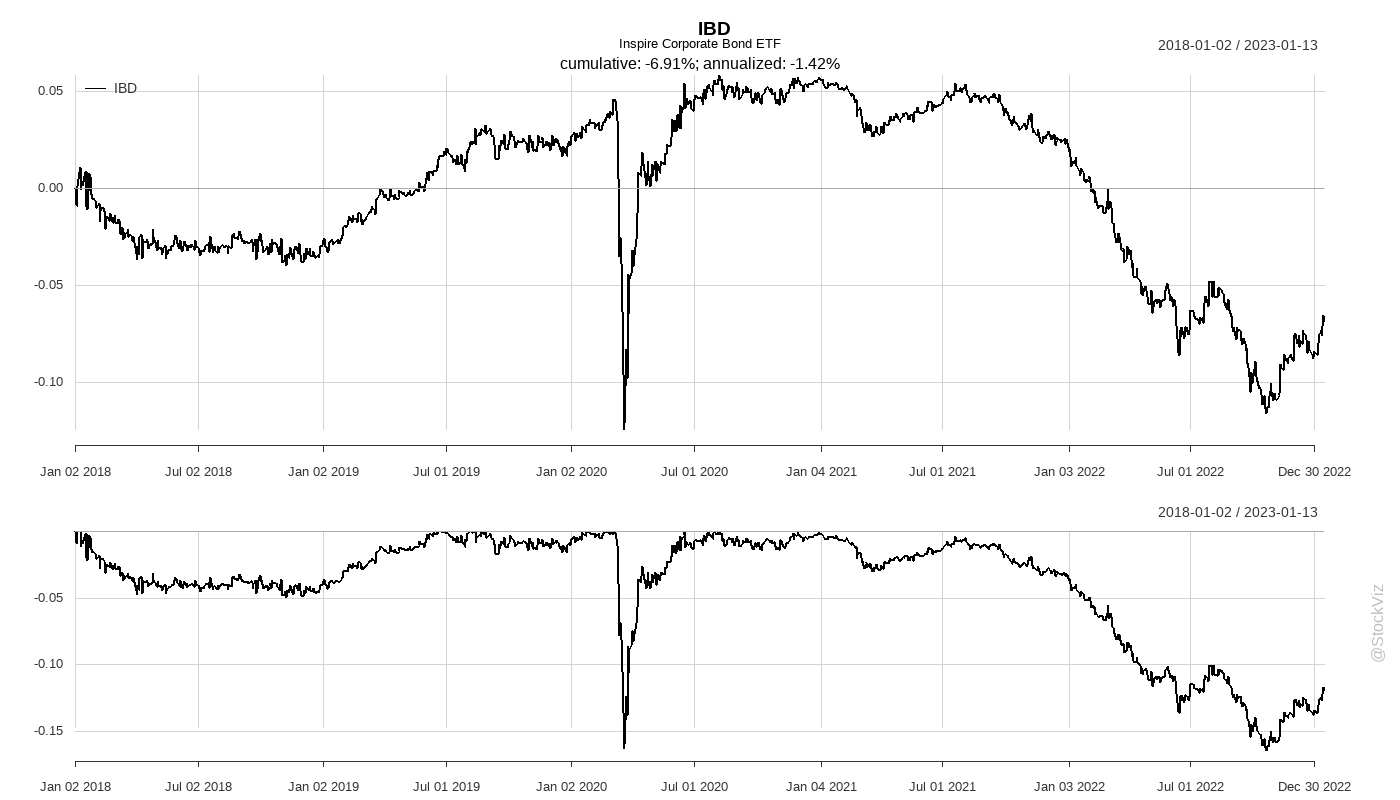 IBD
Inspire Corporate Bond ETF
2018-01-02 / 2023-01-13
cumulative: -6.91%; annualized: -1.42%
IBD
0.05
0.00
-0.05
-0.10
Jan 02 2018 Jul 02 2018 Jan 02 2019 Jul 01 2019 Jan 02 2020 Jul 01 2020 Jan 04 2021 Jul 01 2021 Jan 03 2022 Jul 01 2022 Dec 30 2022
2018-01-02 / 2023-01-13
-0.05
-0.10
-0.15
Jan 02 2018 Jul 02 2018 Jan 02 2019 Jul 01 2019 Jan 02 2020 Jul 01 2020 Jan 04 2021 Jul 01 2021 Jan 03 2022 Jul 01 2022 Dec 30 2022
@StockViz